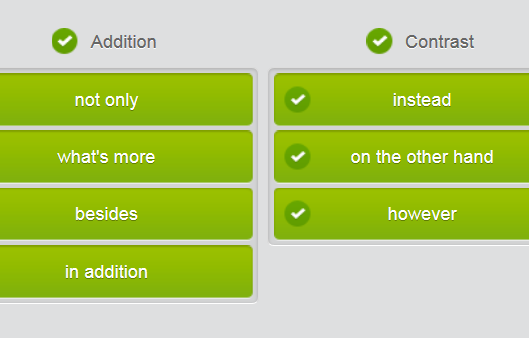 Addition
not only
what's more
besides
in addition
Contrast
instead
on the other hand
however